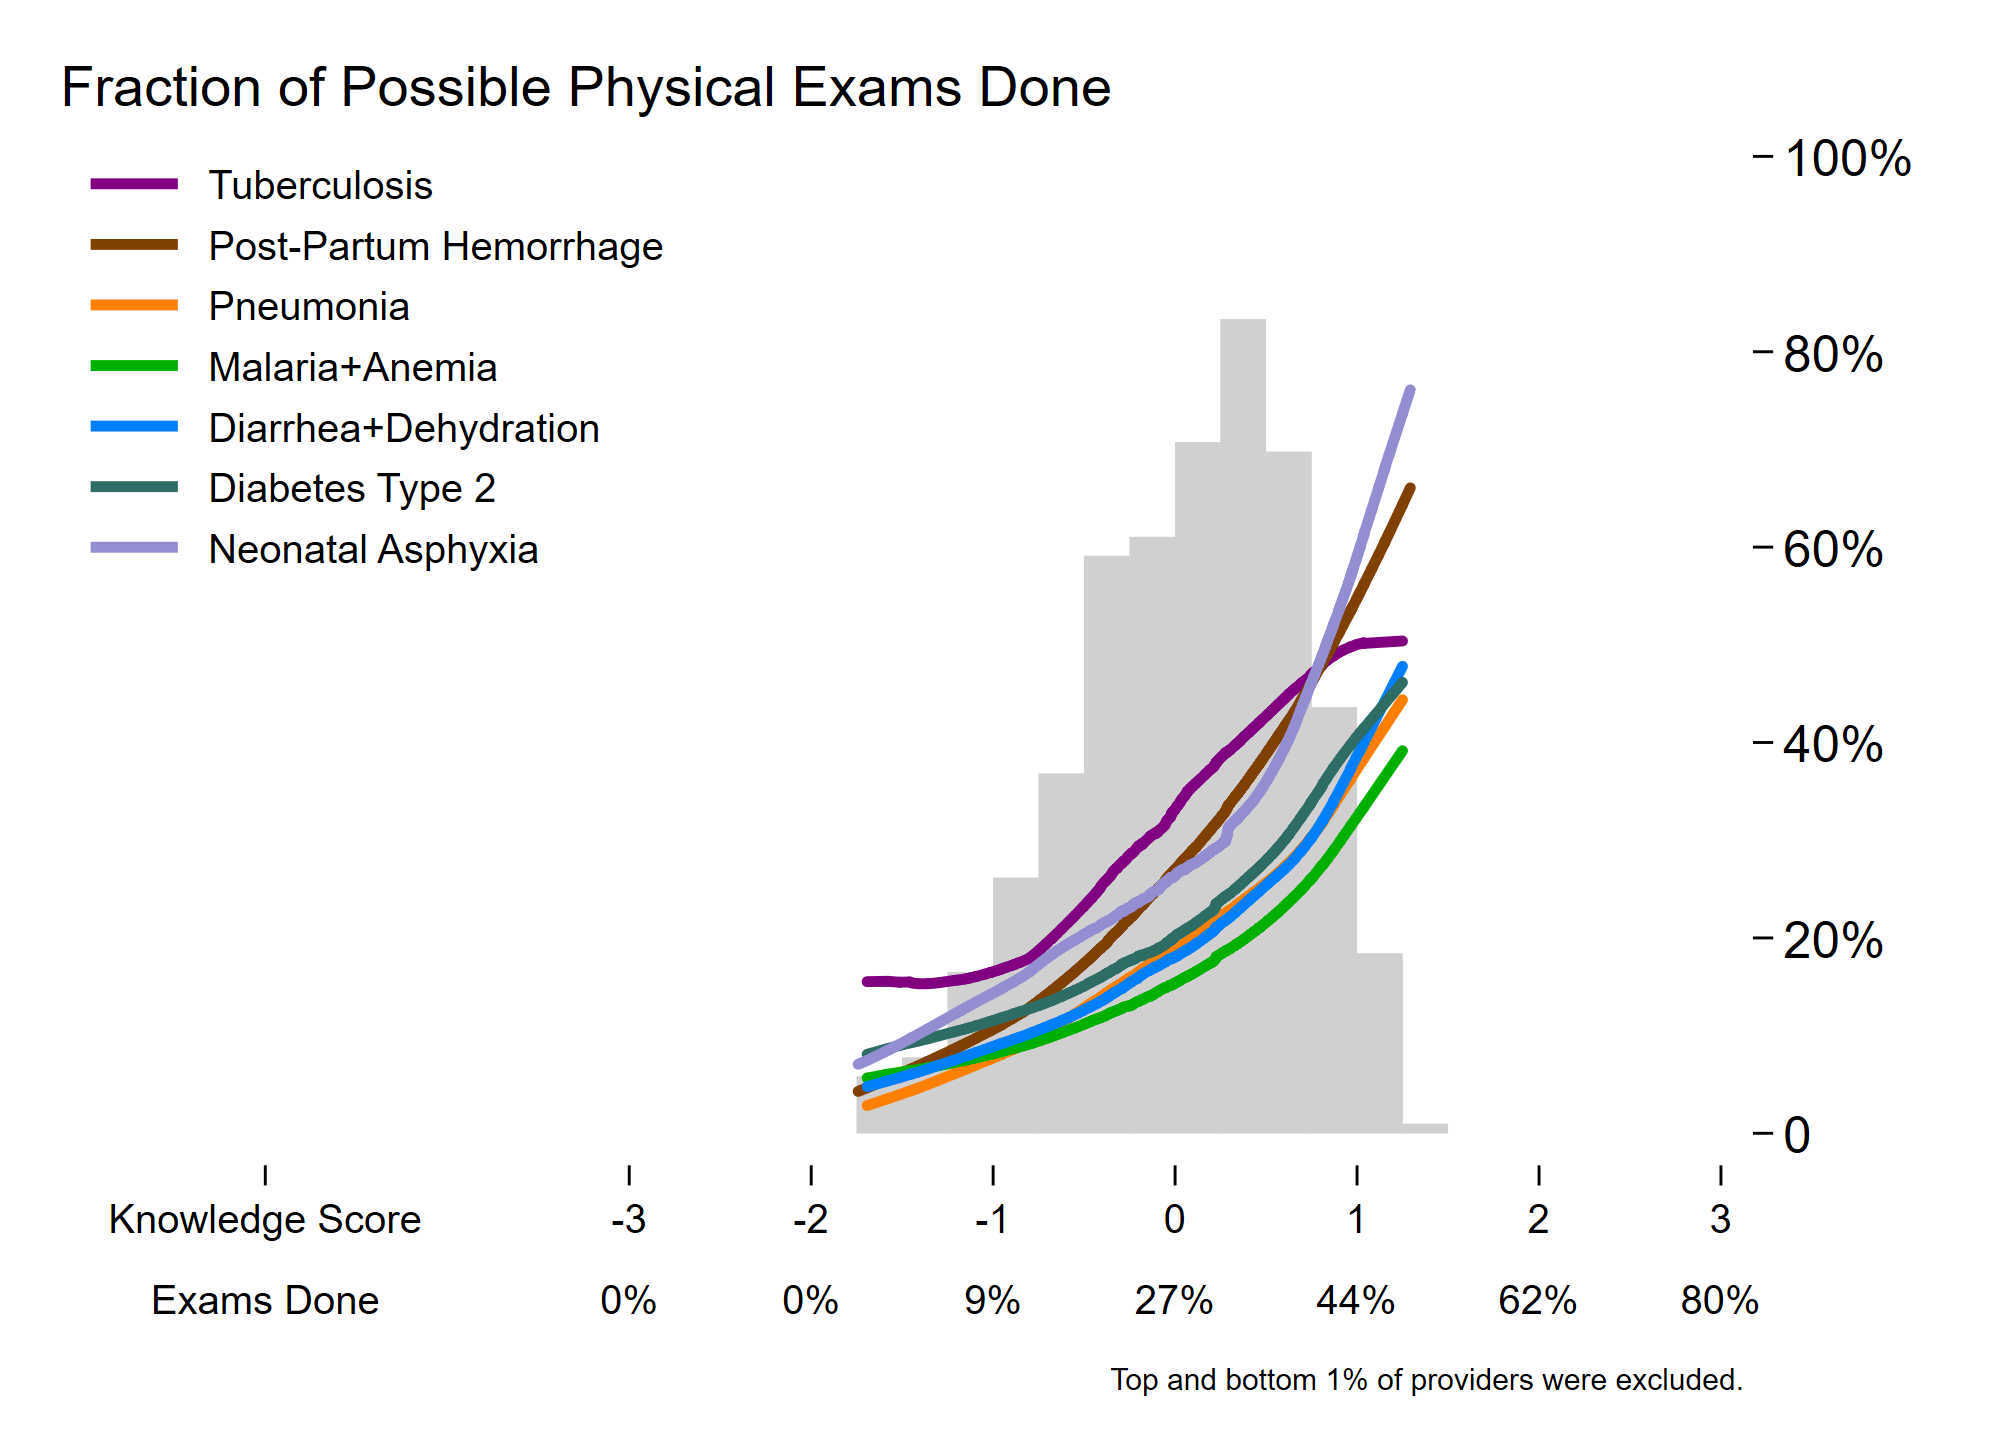 Fraction of Possible Physical Exams Done
Tuberculosis
Post-Partum Hemorrhage
Pneumonia
Malaria+Anemia
Diarrhea+Dehydration
Diabetes Type 2
Neonatal Asphyxia
100%
80%
60%
40%
20%
0
Knowledge Score -3 -2 -1 0 1 2 3
Exams Done 0% 0% 9% 27% 44% 62% 80%
Top and bottom 1% of providers were excluded.